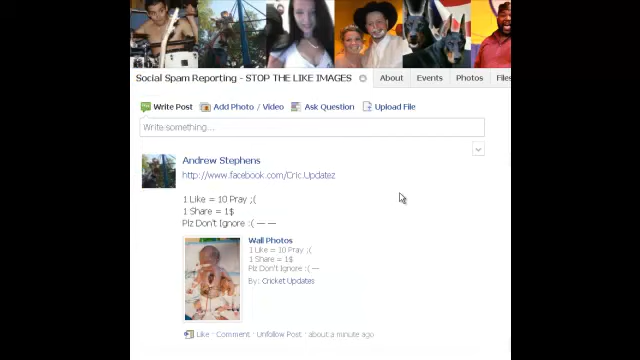 Social Spam Reporting - STOP THE LIKE IMAGES About Events Photos Files
Write Post Add Photo / Video Ask Question Upload File
Write something...
Andrew Stephens
http://www.facebook.com/Cric.Updatez
1 Like = 10 Pray ;(
1 Share = 1$
Plz Don't Ignore :( — —
Wall Photos
1 Like = 10 Pray ;(
1 Share = 1$
Plz Don't Ignore :( —
By: Cricket Updates
Like · Comment · Unfollow Post · about a minute ago